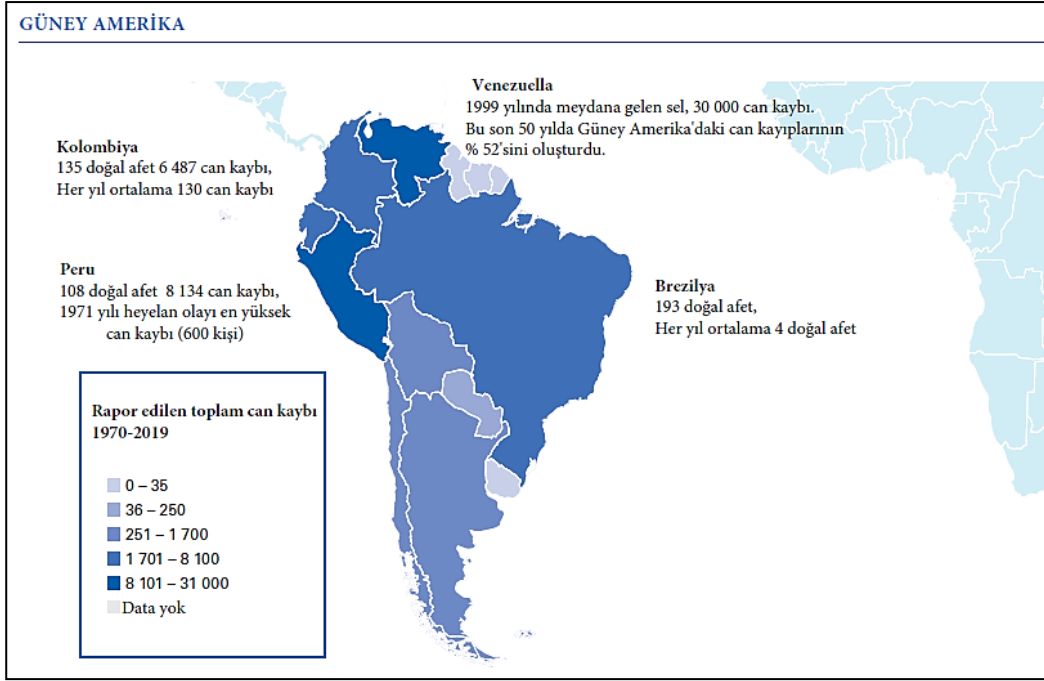 GÜNEY AMERİKA
Venezuella
1999 yılında meydana gelen sel, 30 000 can kaybı.
Bu son 50 yılda Güney Amerika'daki can kayıplarının
% 52'sini oluşturdu.
Kolombiya
135 doğal afet 6 487 can kaybı,
Her yıl ortalama 130 can kaybı
Peru
108 doğal afet 8 134 can kaybı,
1971 yılı heyelan olayı en yüksek
can kaybı (600 kişi)
Brezilya
193 doğal afet,
Her yıl ortalama 4 doğal afet
Rapor edilen toplam can kaybı
1970-2019
0 – 35
36 – 250
251 – 1 700
1 701 – 8 100
8 101 – 31 000
Data yok